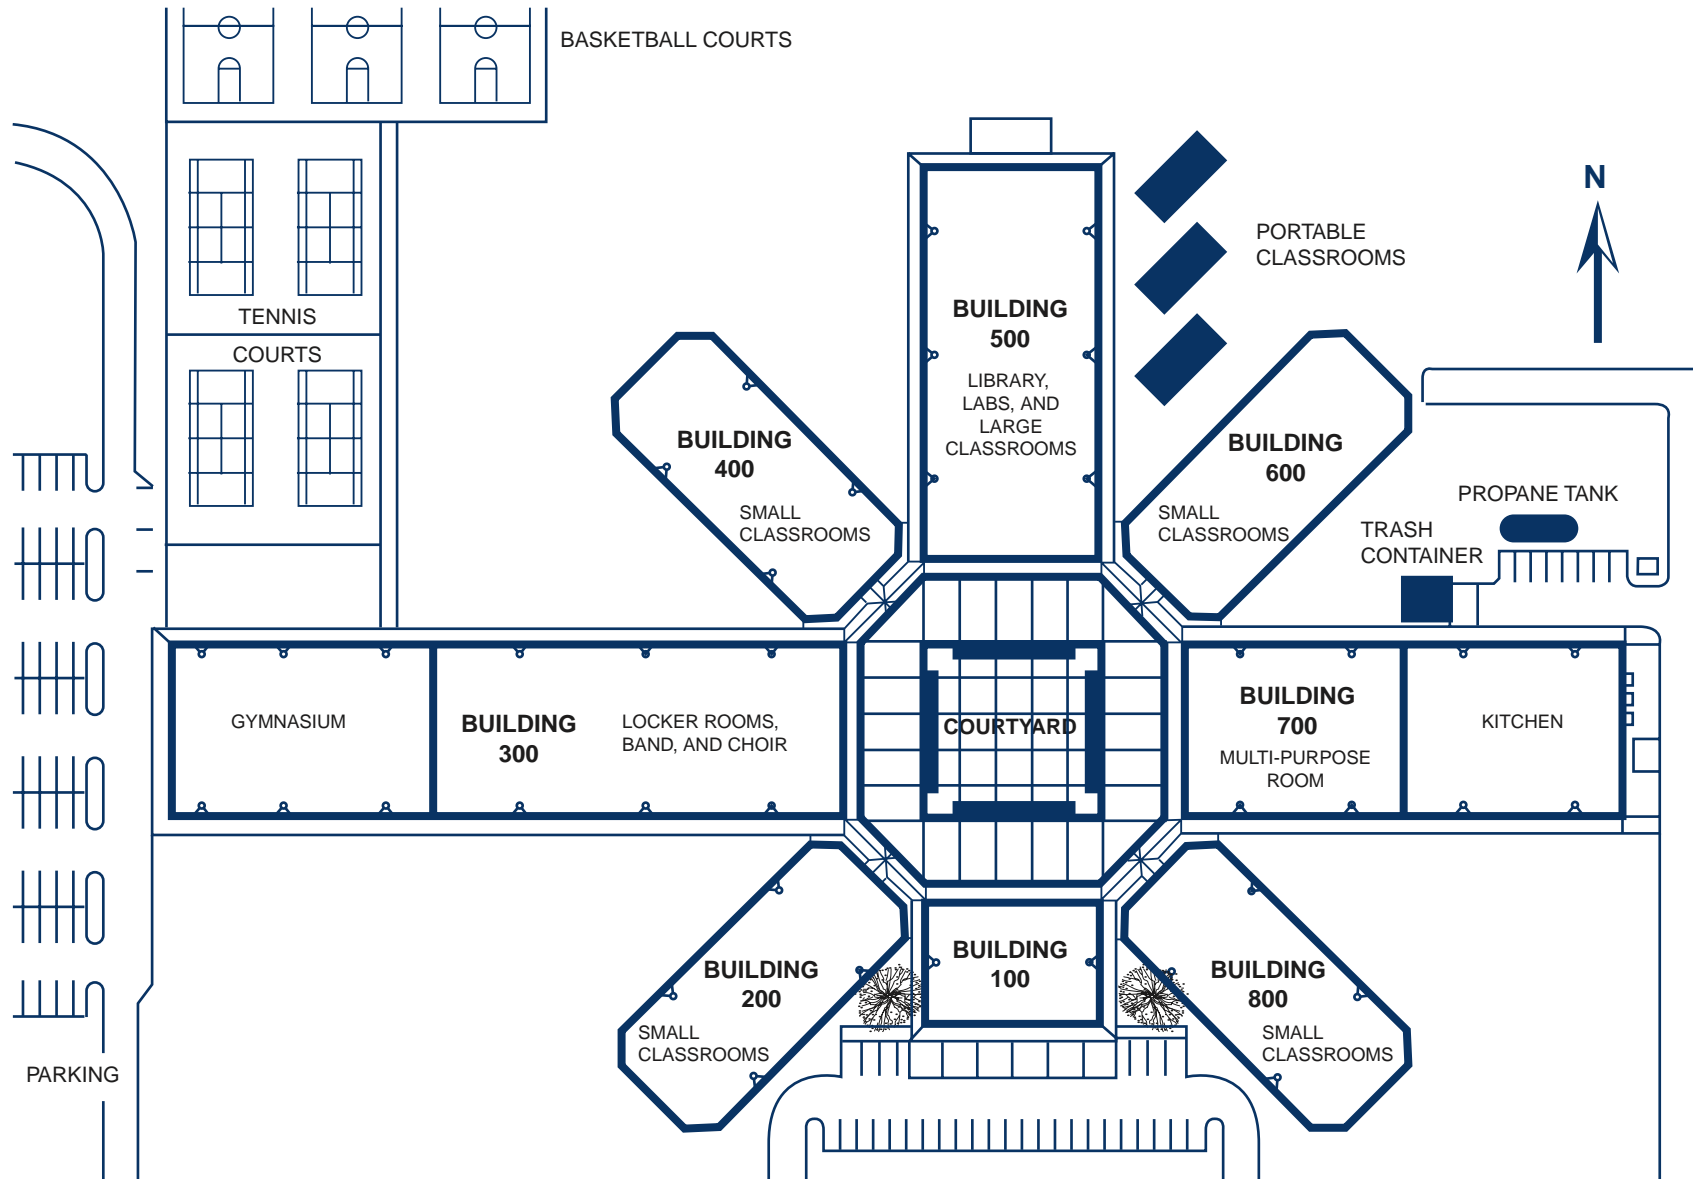 BASKETBALL COURTS
N
PORTABLE
CLASSROOMS
TENNIS
COURTS
BUILDING
500
LIBRARY,
LABS, AND
LARGE
CLASSROOMS
BUILDING
400
SMALL
CLASSROOMS
BUILDING
600
SMALL
CLASSROOMS
PROPANE TANK
TRASH
CONTAINER
GYMNASIUM
BUILDING
300
LOCKER ROOMS,
BAND, AND CHOIR
COURTYARD
BUILDING
700
MULTI-PURPOSE
ROOM
KITCHEN
BUILDING
200
SMALL
CLASSROOMS
BUILDING
100
BUILDING
800
SMALL
CLASSROOMS
PARKING